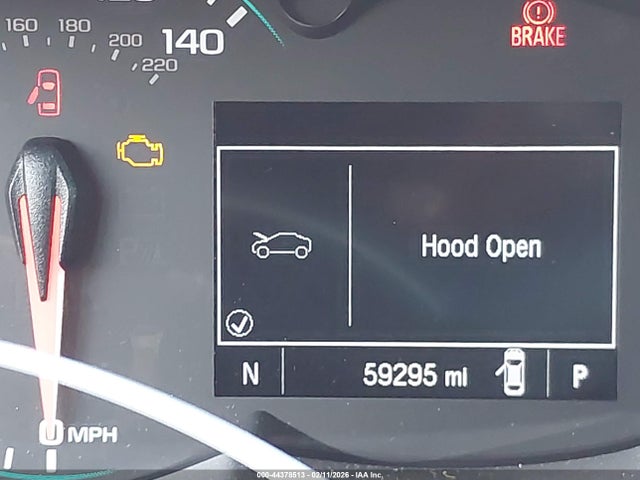 160
180
200
220
140
BRAKE
Hood Open
N
59295 mi
P
0 MPH
000-44378513 - 02/11/2026 - IAA Inc.